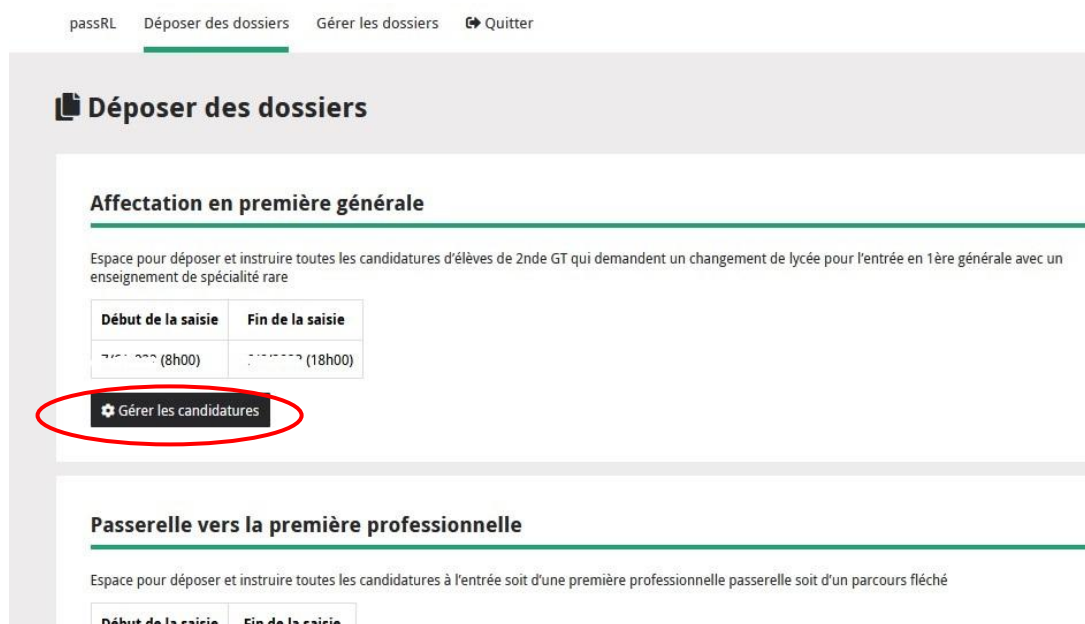 passRL Déposer des dossiers Gérer les dossiers Quitter
Déposer des dossiers
Affectation en première générale
Espace pour déposer et instruire toutes les candidatures d'élèves de 2nde GT qui demandent un changement de lycée pour l'entrée en 1ère générale avec un
enseignement de spécialité rare
Début de la saisie Fin de la saisie
(8h00) (18h00)
Gérer les candidatures
Passerelle vers la première professionnelle
Espace pour déposer et instruire toutes les candidatures à l'entrée soit d'une première professionnelle passerelle soit d'un parcours fléché
Début de la saisie Fin de la saisie